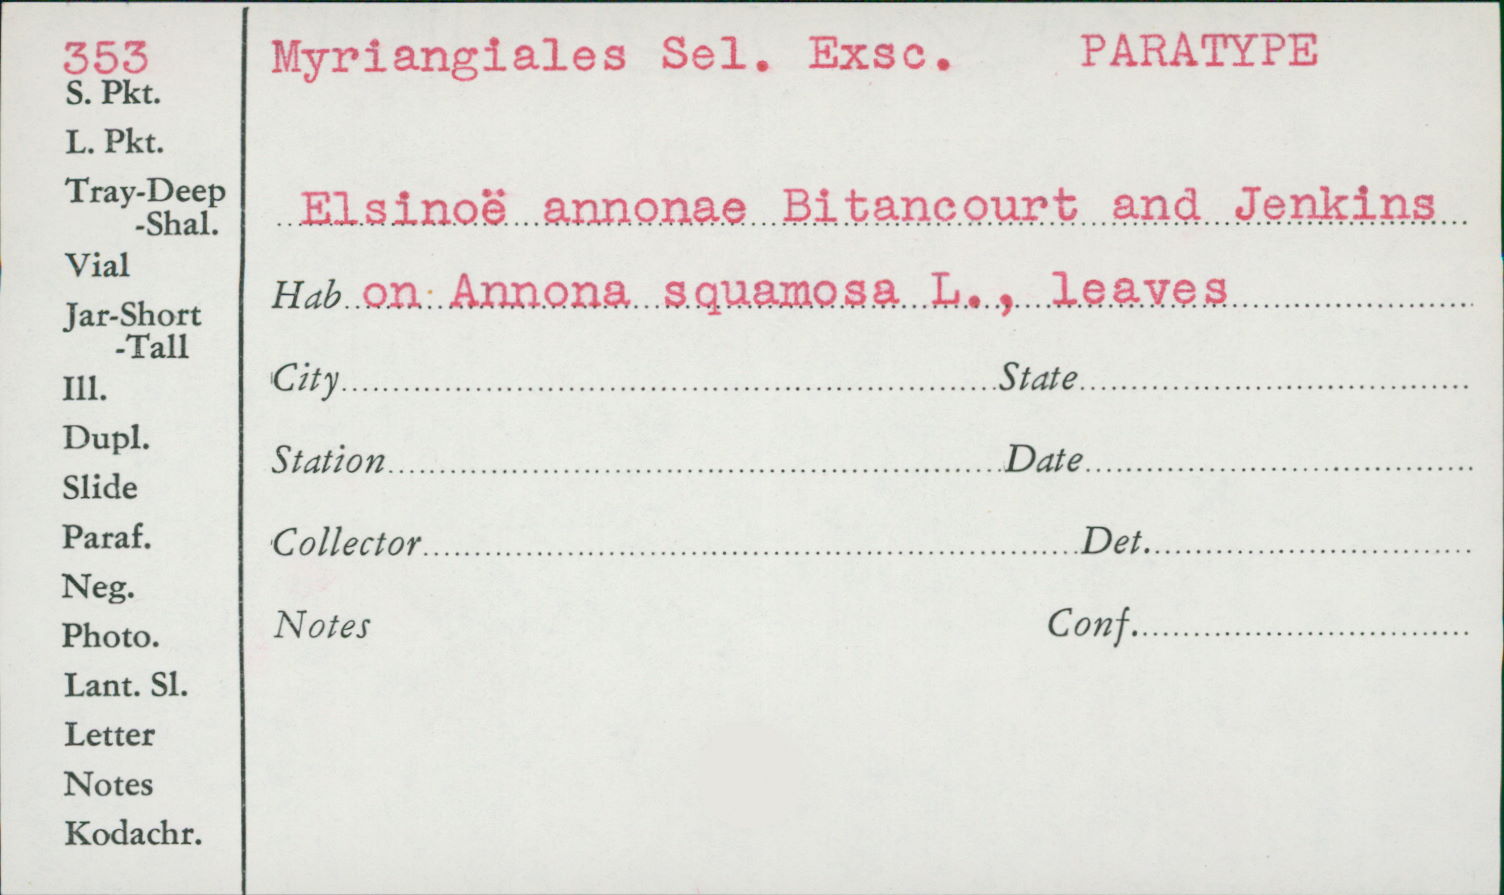 353
S. Pkt.
L. Pkt.
Tray-Deep
-Shal.
Vial
Jar-Short
-Tall
Ill.
Dupl.
Slide
Paraf.
Neg.
Photo.
Lant. Sl.
Letter
Notes
Kodachr.
Myriangiales Sel. Exsc. PARATYPE
Elsinoë annonae Bitancourt and Jenkins
Hab on Annona squamosa L., leaves
City State
Station Date
Collector Det.
Notes Conf.